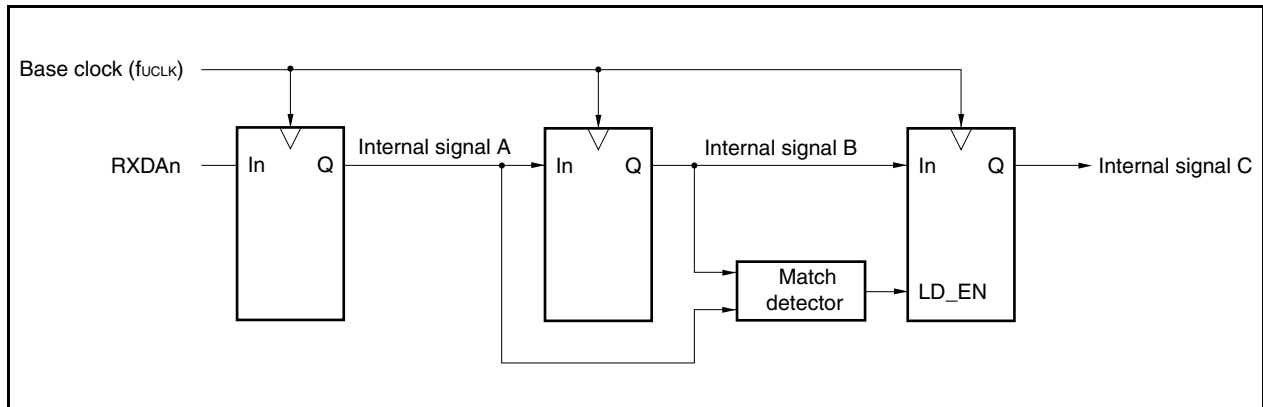 Base clock (fUCLK)
RXDAn
In
Q
Internal signal A
In
Q
Internal signal B
In
Q
Internal signal C
Match
detector
LD_EN